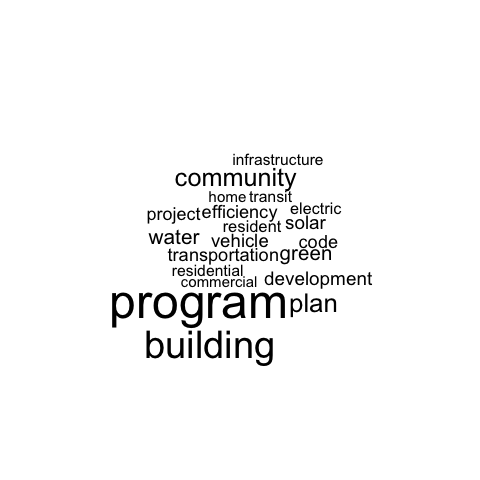 infrastructure
community
home transit
project efficiency electric
resident solar
water vehicle code
transportation green
residential
commercial development
program plan
building